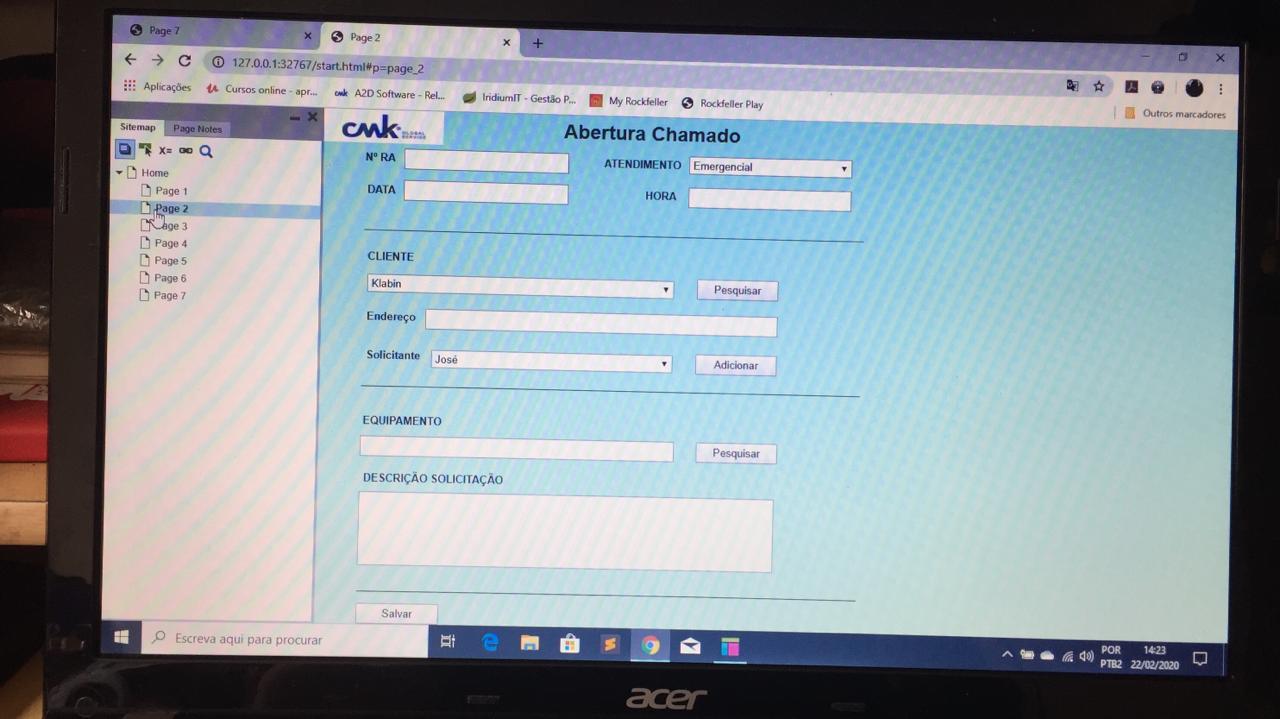 Page 7
Page 2
127.0.0.1:32767/start.html#p=page_2
Aplicações
Cursos online - apr...
cmk A2D Software - Rel...
IridiumIT - Gestão P...
My Rockfeller
Rockfeller Play
Outros marcadores
Sitemap
Page Notes
X=
Home
Page 1
Page 2
Page 3
Page 4
Page 5
Page 6
Page 7
cmk GLOBAL SERVICE
Abertura Chamado
Nº RA
ATENDIMENTO Emergencial
DATA
HORA
CLIENTE
Klabin
Pesquisar
Endereço
Solicitante José
Adicionar
EQUIPAMENTO
Pesquisar
DESCRIÇÃO SOLICITAÇÃO
Salvar
Escreva aqui para procurar
POR
PTB2
14:23
22/02/2020
acer